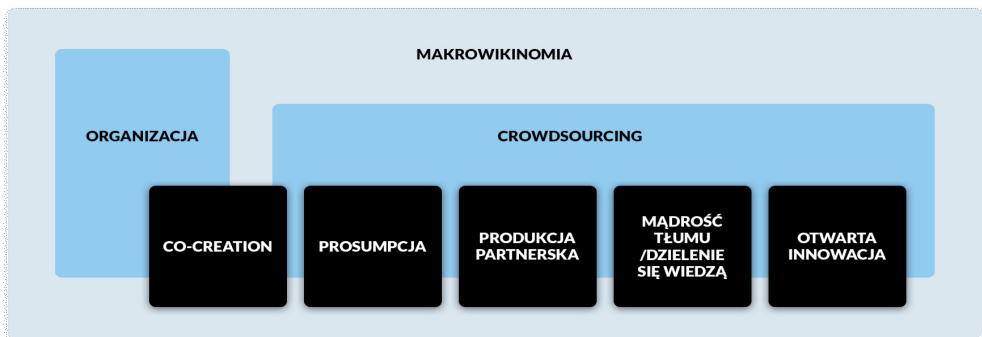 MAKROWIKINOMIA
ORGANIZACJA
CROWDSOURCING
CO-CREATION
PROSUMPCJA
PRODUKCJA
PARTNERSKA
MĄDROŚĆ
TŁUMU
/DZIELENIE
SIĘ WIEDZĄ
OTWARTA
INNOWACJA